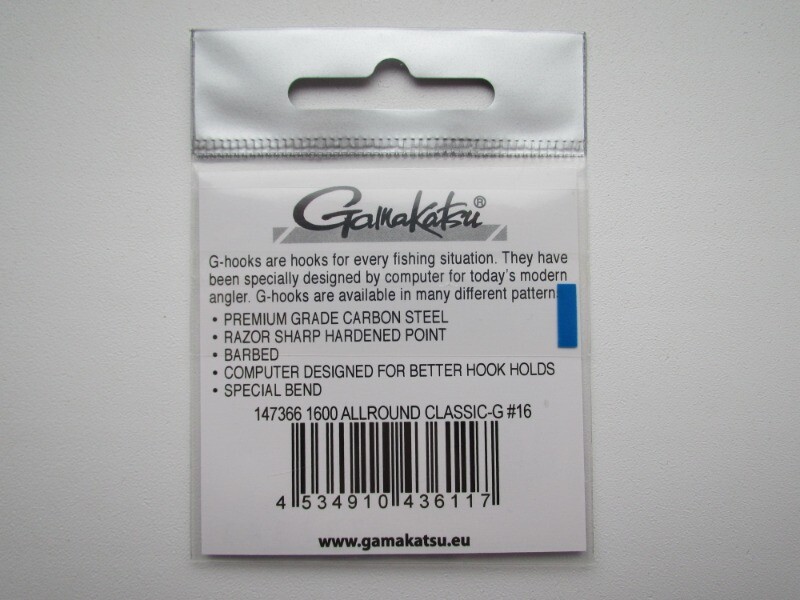 Gamakatsu®
G-hooks are hooks for every fishing situation. They have
been specially designed by computer for today's modern
angler. G-hooks are available in many different pattern
• PREMIUM GRADE CARBON STEEL
• RAZOR SHARP HARDENED POINT
• BARBED
• COMPUTER DESIGNED FOR BETTER HOOK HOLDS
• SPECIAL BEND
147366 1600 ALLROUND CLASSIC-G #16
4 534910 436117
www.gamakatsu.eu